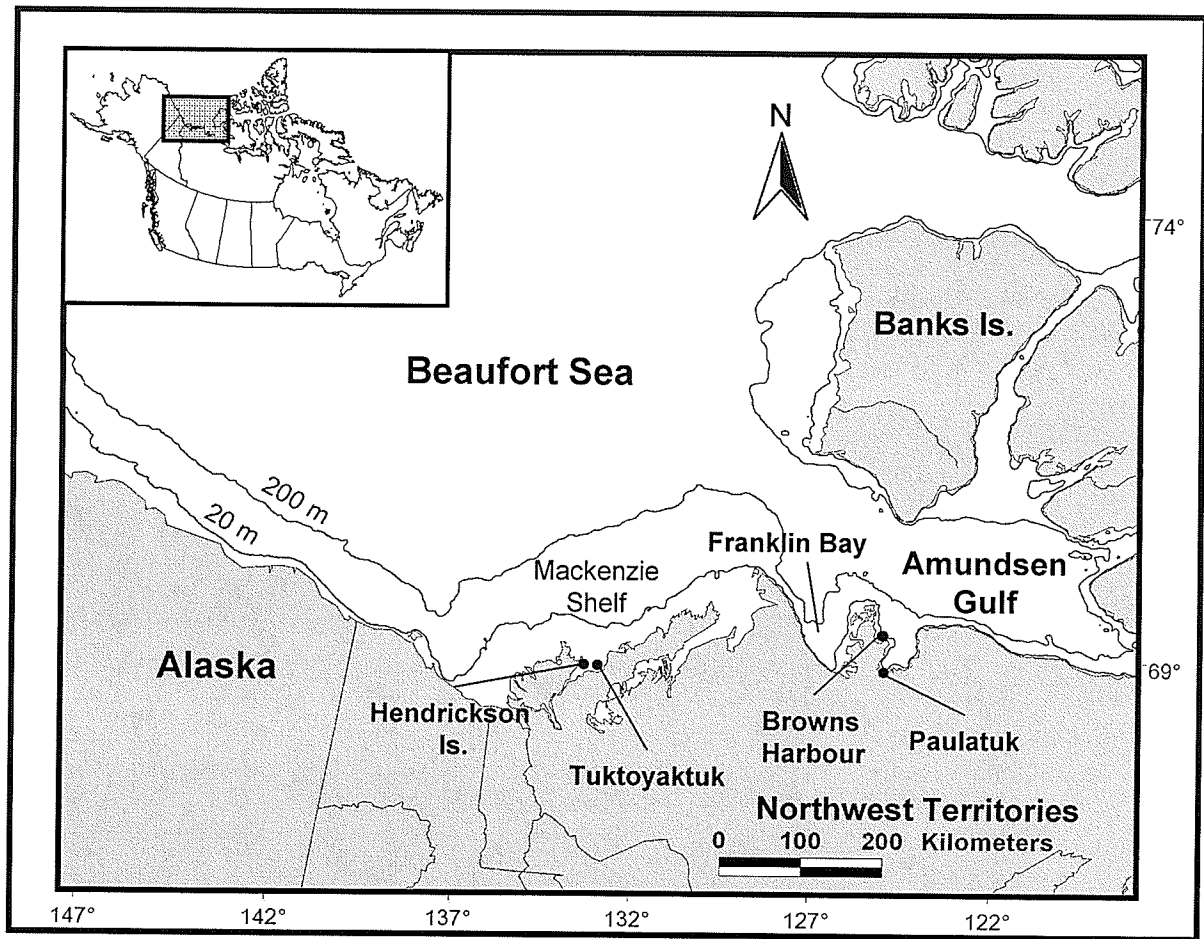 N
74°
Banks Is.
Beaufort Sea
200 m
20 m
Franklin Bay
Mackenzie
Shelf
Amundsen
Gulf
Alaska
69°
Hendrickson
Is.
Browns
Harbour
Paulatuk
Tuktoyaktuk
Northwest Territories
0 100 200 Kilometers
147° 142° 137° 132° 127° 122°